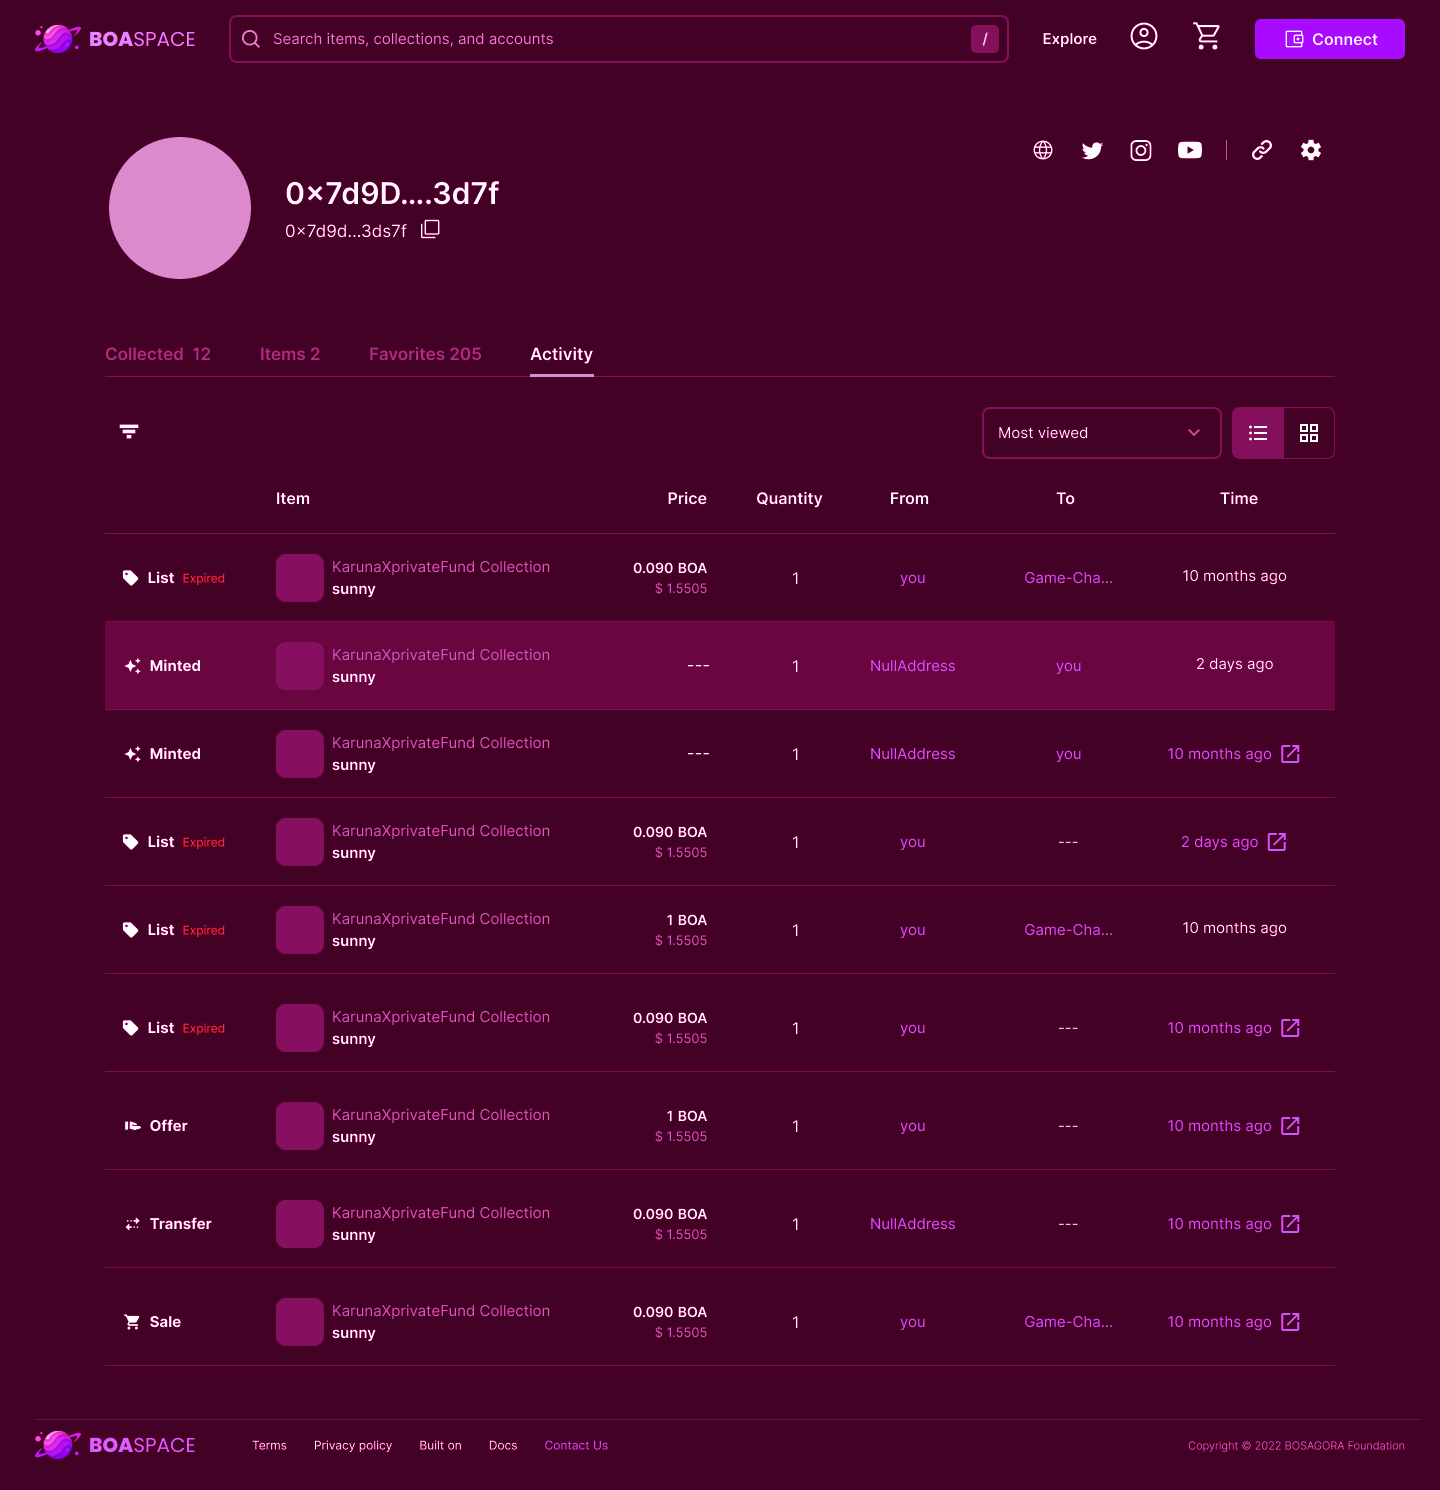 BOASPACE Search items, collections, and accounts / Explore Connect
0×7d9D....3d7f
0×7d9d...3ds7f
Collected 12 Items 2 Favorites 205 Activity
Most viewed
Item Price Quantity From To Time
KarunaXprivateFund Collection 0.090 BOA
List Expired 1 you Game-Cha... 10 months ago
sunny $ 1.5505
KarunaXprivateFund Collection
Minted --- 1 NullAddress you 2 days ago
sunny
KarunaXprivateFund Collection
Minted --- 1 NullAddress you 10 months ago
sunny
KarunaXprivateFund Collection 0.090 BOA
List Expired 1 you --- 2 days ago
sunny $ 1.5505
KarunaXprivateFund Collection 1 BOA
List Expired 1 you Game-Cha... 10 months ago
sunny $ 1.5505
KarunaXprivateFund Collection 0.090 BOA
List Expired 1 you --- 10 months ago
sunny $ 1.5505
KarunaXprivateFund Collection 1 BOA
Offer 1 you --- 10 months ago
sunny $ 1.5505
KarunaXprivateFund Collection 0.090 BOA
Transfer 1 NullAddress --- 10 months ago
sunny $ 1.5505
KarunaXprivateFund Collection 0.090 BOA
Sale 1 you Game-Cha... 10 months ago
sunny $ 1.5505
BOASPACE Terms Privacy policy Built on Docs Contact Us Copyright © 2022 BOSAGORA Foundation